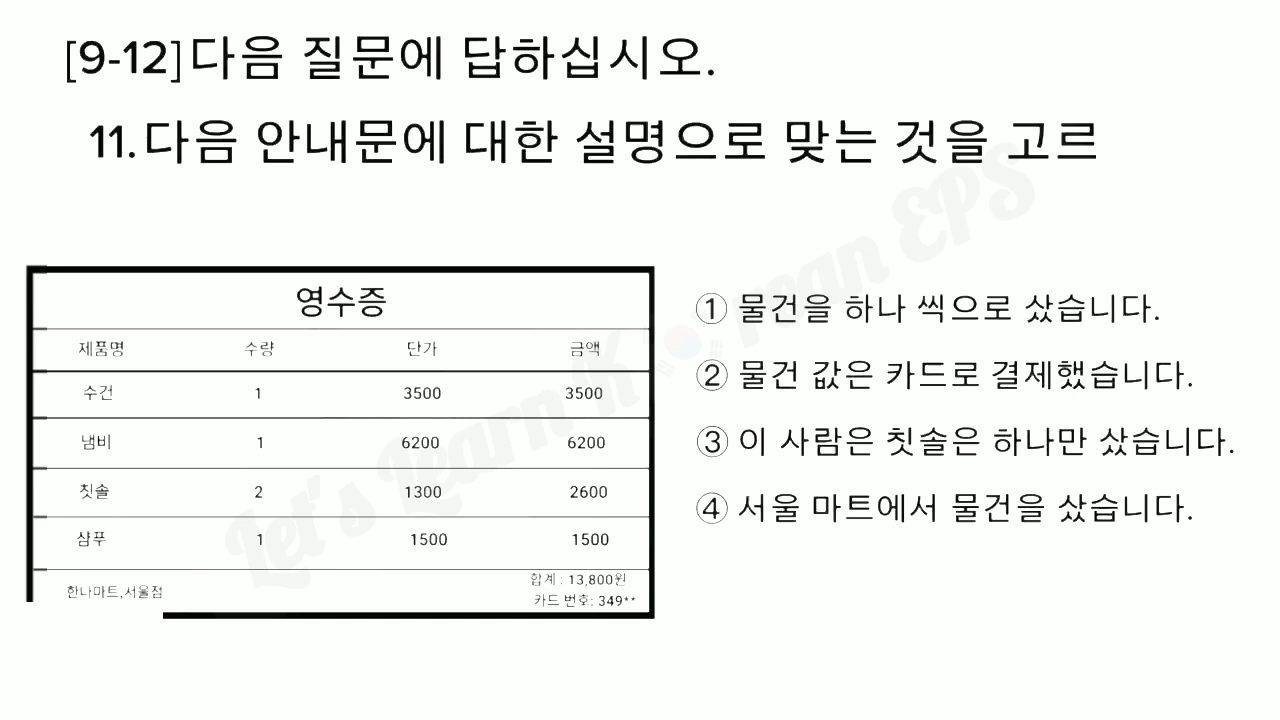 [9-12]다음 질문에 답하십시오.
11.다음 안내문에 대한 설명으로 맞는 것을 고르
영수증
제품명 수량 단가 금액
수건 1 3500 3500
냄비 1 6200 6200
칫솔 2 1300 2600
샴푸 1 1500 1500
한나마트,서울점
합계 : 13,800원
카드 번호: 349**
① 물건을 하나 씩으로 샀습니다.
② 물건 값은 카드로 결제했습니다.
③ 이 사람은 칫솔은 하나만 샀습니다.
④ 서울 마트에서 물건을 샀습니다.
Let's Learn K rean EPS